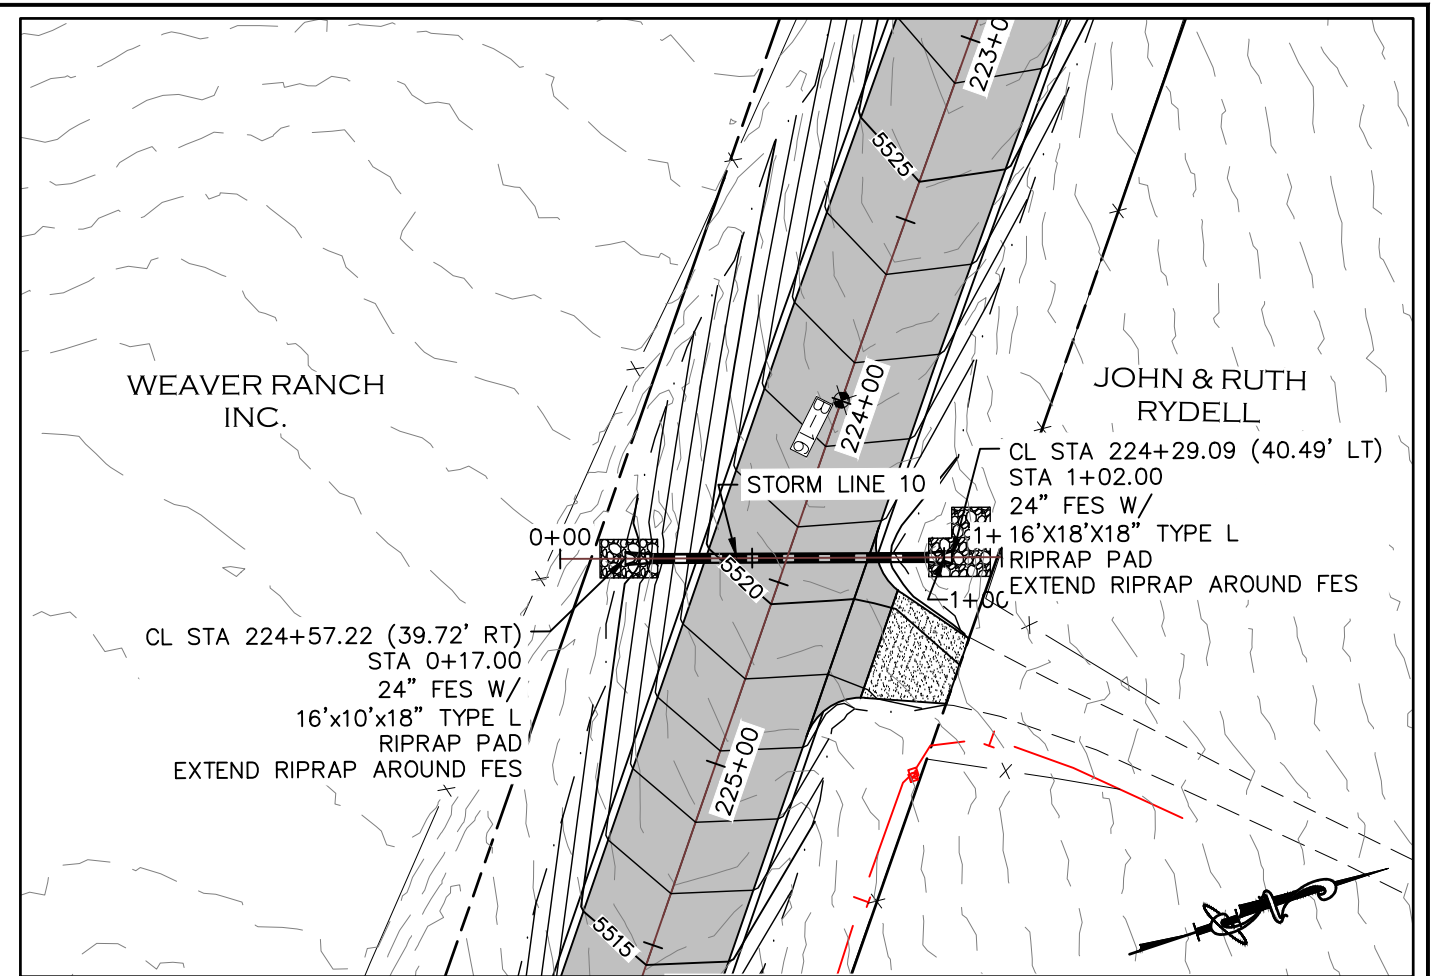 223+0
5525
WEAVER RANCH
INC.
JOHN & RUTH
RYDELL
224+00
B-16
CL STA 224+29.09 (40.49' LT)
STA 1+02.00
24" FES W/
16'X18'X18" TYPE L
RIPRAP PAD
EXTEND RIPRAP AROUND FES
STORM LINE 10
0+00
1+
5520
1+00
CL STA 224+57.22 (39.72' RT)
STA 0+17.00
24" FES W/
16'x10'x18" TYPE L
RIPRAP PAD
EXTEND RIPRAP AROUND FES
225+00
5515